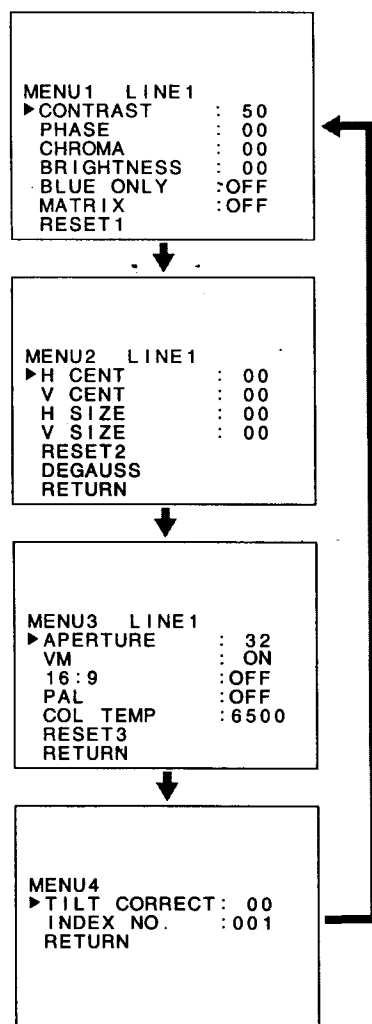 MENU1 LINE1
▶CONTRAST : 50
PHASE : 00
CHROMA : 00
BRIGHTNESS : 00
BLUE ONLY :OFF
MATRIX :OFF
RESET1
MENU2 LINE1
▶H CENT : 00
V CENT : 00
H SIZE : 00
V SIZE : 00
RESET2
DEGAUSS
RETURN
MENU3 LINE1
▶APERTURE : 32
VM : ON
16:9 :OFF
PAL :OFF
COL TEMP :6500
RESET3
RETURN
MENU4
▶TILT CORRECT: 00
INDEX NO. :001
RETURN